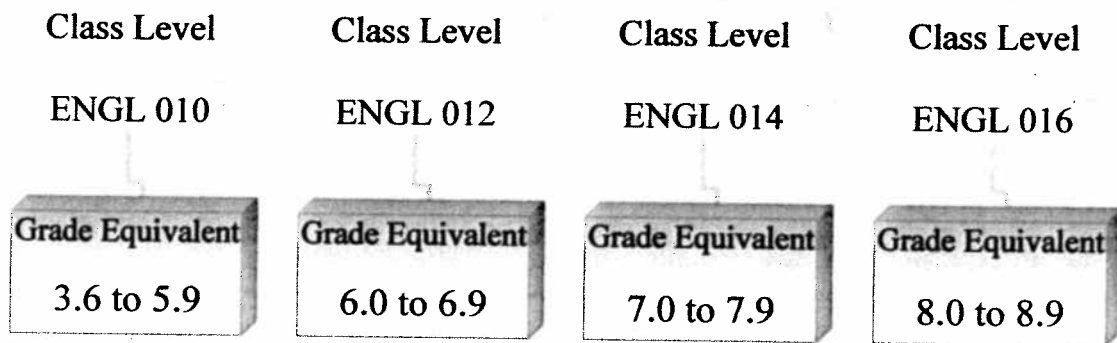 Class Level Class Level Class Level Class Level
ENGL 010 ENGL 012 ENGL 014 ENGL 016
Grade Equivalent Grade Equivalent Grade Equivalent Grade Equivalent
3.6 to 5.9 6.0 to 6.9 7.0 to 7.9 8.0 to 8.9